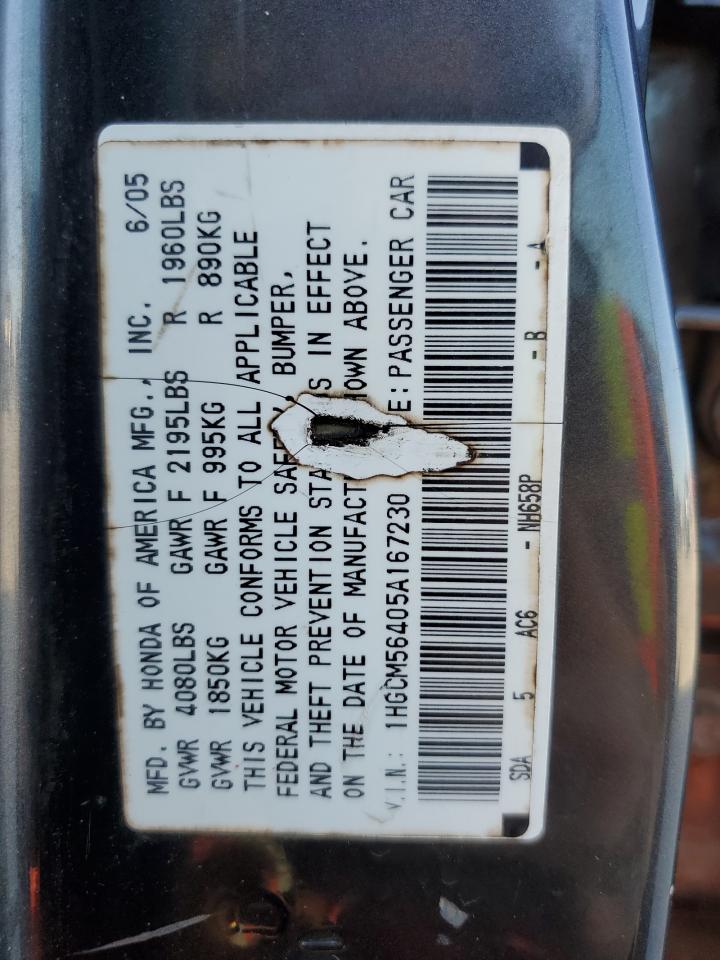 MFD. BY HONDA OF AMERICA MFG., INC. 6/05
GVWR 4080LBS GAWR F 2195LBS R 1960LBS
GVWR 1850KG GAWR F 995KG R 890KG
THIS VEHICLE CONFORMS TO ALL APPLICABLE
FEDERAL MOTOR VEHICLE SAFE BUMPER,
AND THEFT PREVENTION STA S IN EFFECT
ON THE DATE OF MANUFACT OWN ABOVE.
V.I.N.: 1HGCM56405A167230 E: PASSENGER CAR
SDA 5 AC6 - NH658P - B - A